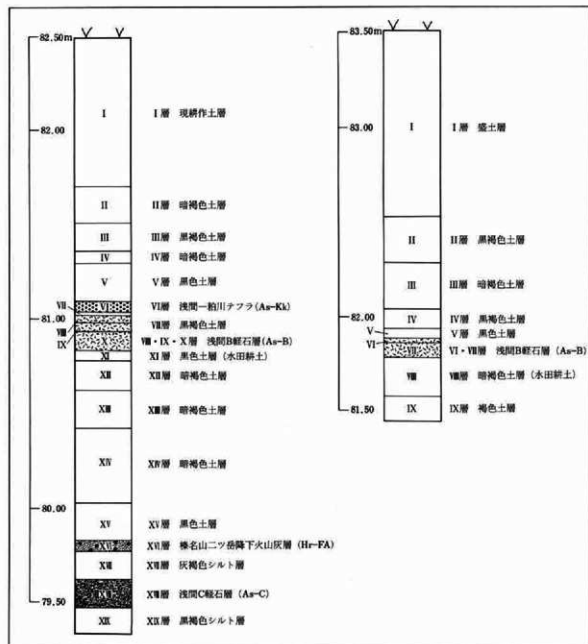 82.50m
82.00
81.00
80.00
79.50
I
II
III
IV
V
VI
VII
VIII
IX
X
XI
XII
XIII
XIV
XV
XVI
XVII
XVIII
XIX
I層 現耕作土層
II層 暗褐色土層
III層 黒褐色土層
IV層 暗褐色土層
V層 黒色土層
VI層 浅間−粕川テフラ(As-Kk)
VII層 黒褐色土層
VIII・IX・X層 浅間B軽石層(As-B)
XI層 黒色土層(水田耕土)
XII層 暗褐色土層
XIII層 暗褐色土層
XIV層 暗褐色土層
XV層 黒色土層
XVI層 榛名山二ツ岳降下火山灰層(Hr-FA)
XVII層 灰褐色シルト層
XVIII層 浅間C軽石層(As-C)
XIX層 黒褐色シルト層
83.50m
83.00
82.00
81.50
I
II
III
IV
V
VI
VII
VIII
IX
I層 盛土層
II層 黒褐色土層
III層 暗褐色土層
IV層 黒褐色土層
V層 黒色土層
VI・VII層 浅間B軽石層(As-B)
VIII層 暗褐色土層(水田耕土)
IX層 褐色土層